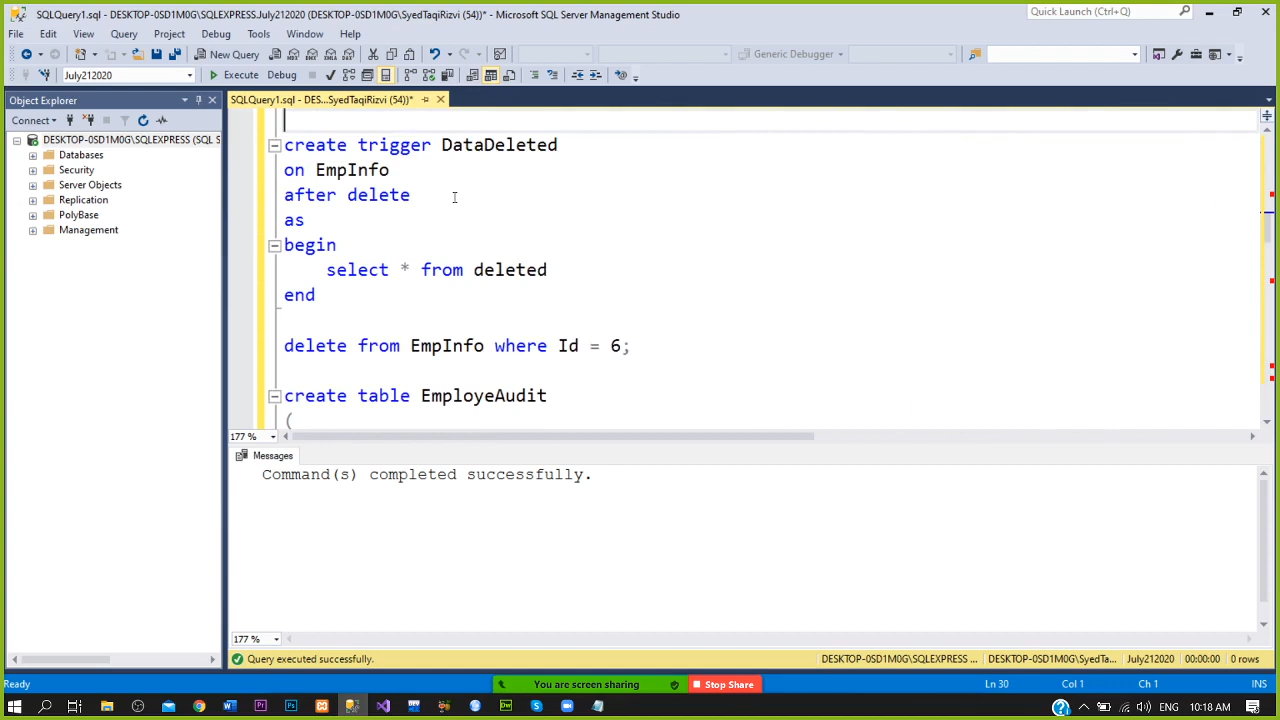 SQLQuery1.sql - DESKTOP-0SD1M0G\SQLEXPRESS.July212020 (DESKTOP-0SD1M0G\SyedTaqiRizvi (54))* - Microsoft SQL Server Management Studio
Quick Launch (Ctrl+Q)
File Edit View Query Project Debug Tools Window Help
New Query
Generic Debugger
July212020
Execute Debug
Object Explorer
SQLQuery1.sql - DES...SyedTaqiRizvi (54))*
Connect
DESKTOP-0SD1M0G\SQLEXPRESS (SQL S
Databases
Security
Server Objects
Replication
PolyBase
Management
create trigger DataDeleted
on EmpInfo
after delete
as
begin
select * from deleted
end
delete from EmpInfo where Id = 6;
create table EmployeAudit
(
177 %
Messages
Command(s) completed successfully.
177 %
Query executed successfully.
DESKTOP-0SD1M0G\SQLEXPRESS ... DESKTOP-0SD1M0G\SyedTa... July212020 00:00:00 0 rows
Ready
You are screen sharing
Stop Share
Ln 30 Col 1 Ch 1 INS
ENG 10:18 AM